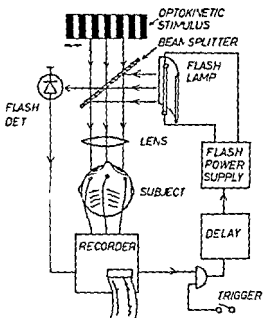 OPTOKINETIC
STIMULUS
BEAM SPLITTER
FLASH
LAMP
FLASH
DET
LENS
FLASH
POWER
SUPPLY
SUBJECT
DELAY
RECORDER
TRIGGER